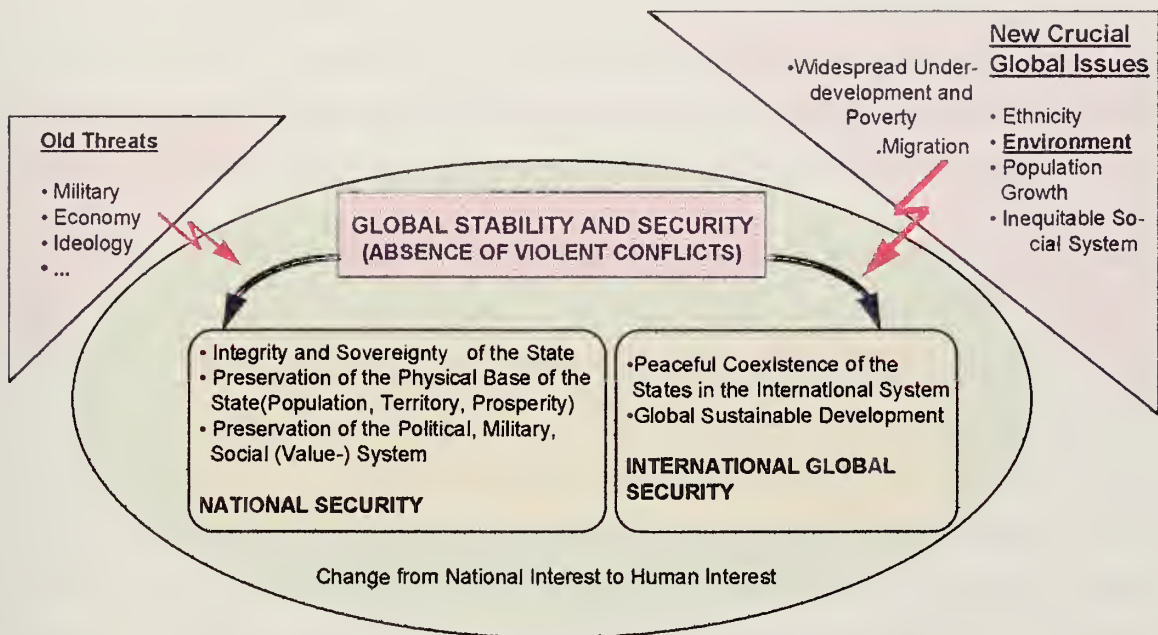 Old Threats
• Military
• Economy
• Ideology
• ...
•Widespread Under-
development and
Poverty
.Migration
New Crucial
Global Issues
• Ethnicity
• Environment
• Population
Growth
• Inequitable So-
cial System
GLOBAL STABILITY AND SECURITY
(ABSENCE OF VIOLENT CONFLICTS)
• Integrity and Sovereignty of the State
• Preservation of the Physical Base of the
State(Population, Territory, Prosperity)
• Preservation of the Political, Military,
Social (Value-) System
NATIONAL SECURITY
•Peaceful Coexistence of the
States in the International System
•Global Sustainable Development
INTERNATIONAL GLOBAL
SECURITY
Change from National Interest to Human Interest